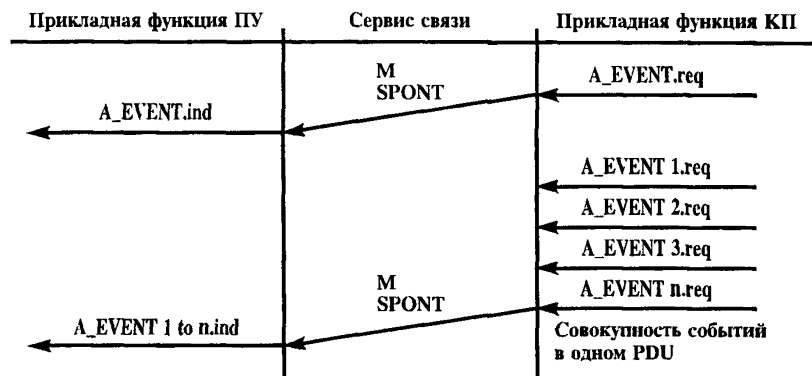 Прикладная функция ПУ
Сервис связи
Прикладная функция КП
М
SPONT
A_EVENT.req
A_EVENT.ind
A_EVENT 1.req
A_EVENT 2.req
A_EVENT 3.req
М
SPONT
A_EVENT n.req
A_EVENT 1 to n.ind
Совокупность событий
в одном PDU